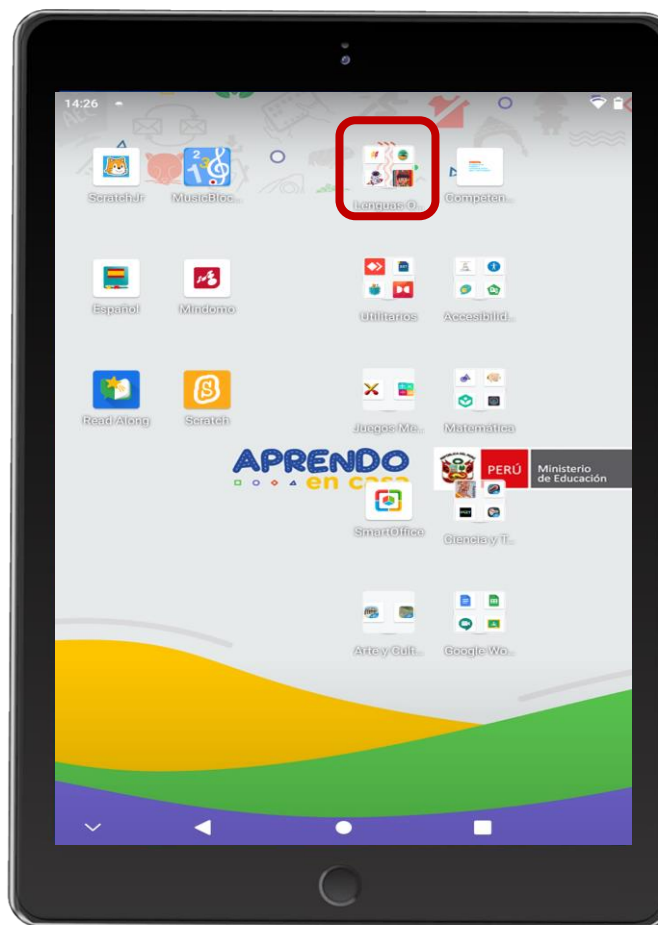 14:26
ScratchJr MusicBloc... Lenguas O... Competen...
Español Mindomo Utilitarios Accesibilid...
Read Along Scratch Juegos Me... Matemática
APRENDO
en casa
PERÚ
Ministerio
de Educación
SmartOffice Ciencia y T...
Arte y Cult... Google Wo...